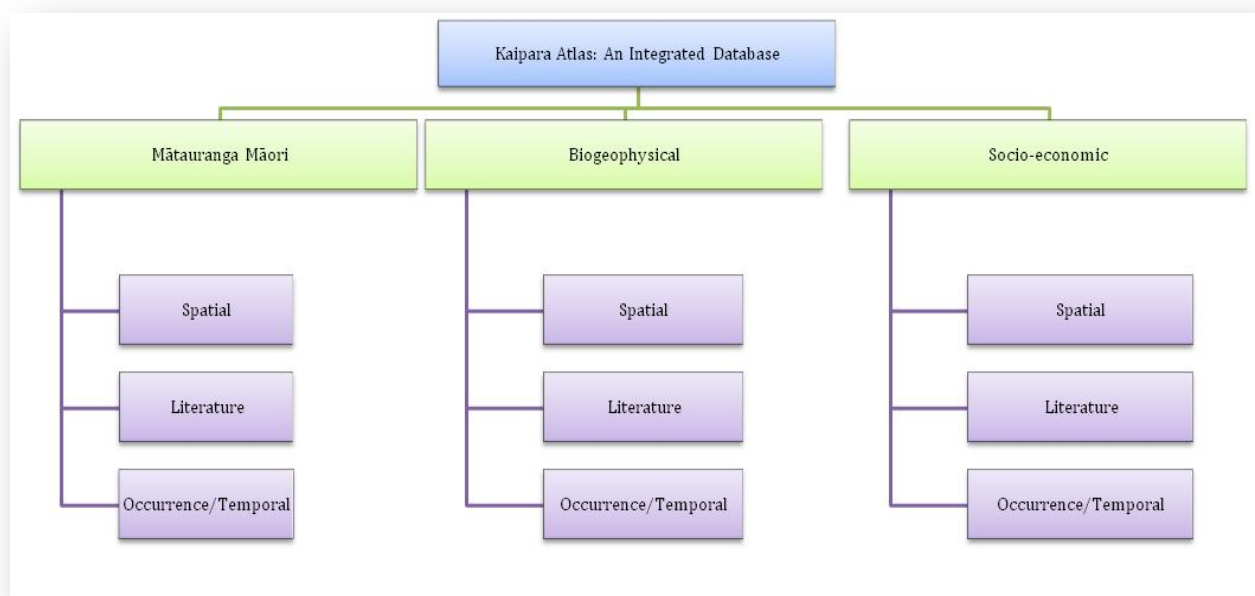 Kaipara Atlas: An Integrated Database
Mātauranga Māori
Biogeophysical
Socio-economic
Spatial
Spatial
Spatial
Literature
Literature
Literature
Occurrence/Temporal
Occurrence/Temporal
Occurrence/Temporal